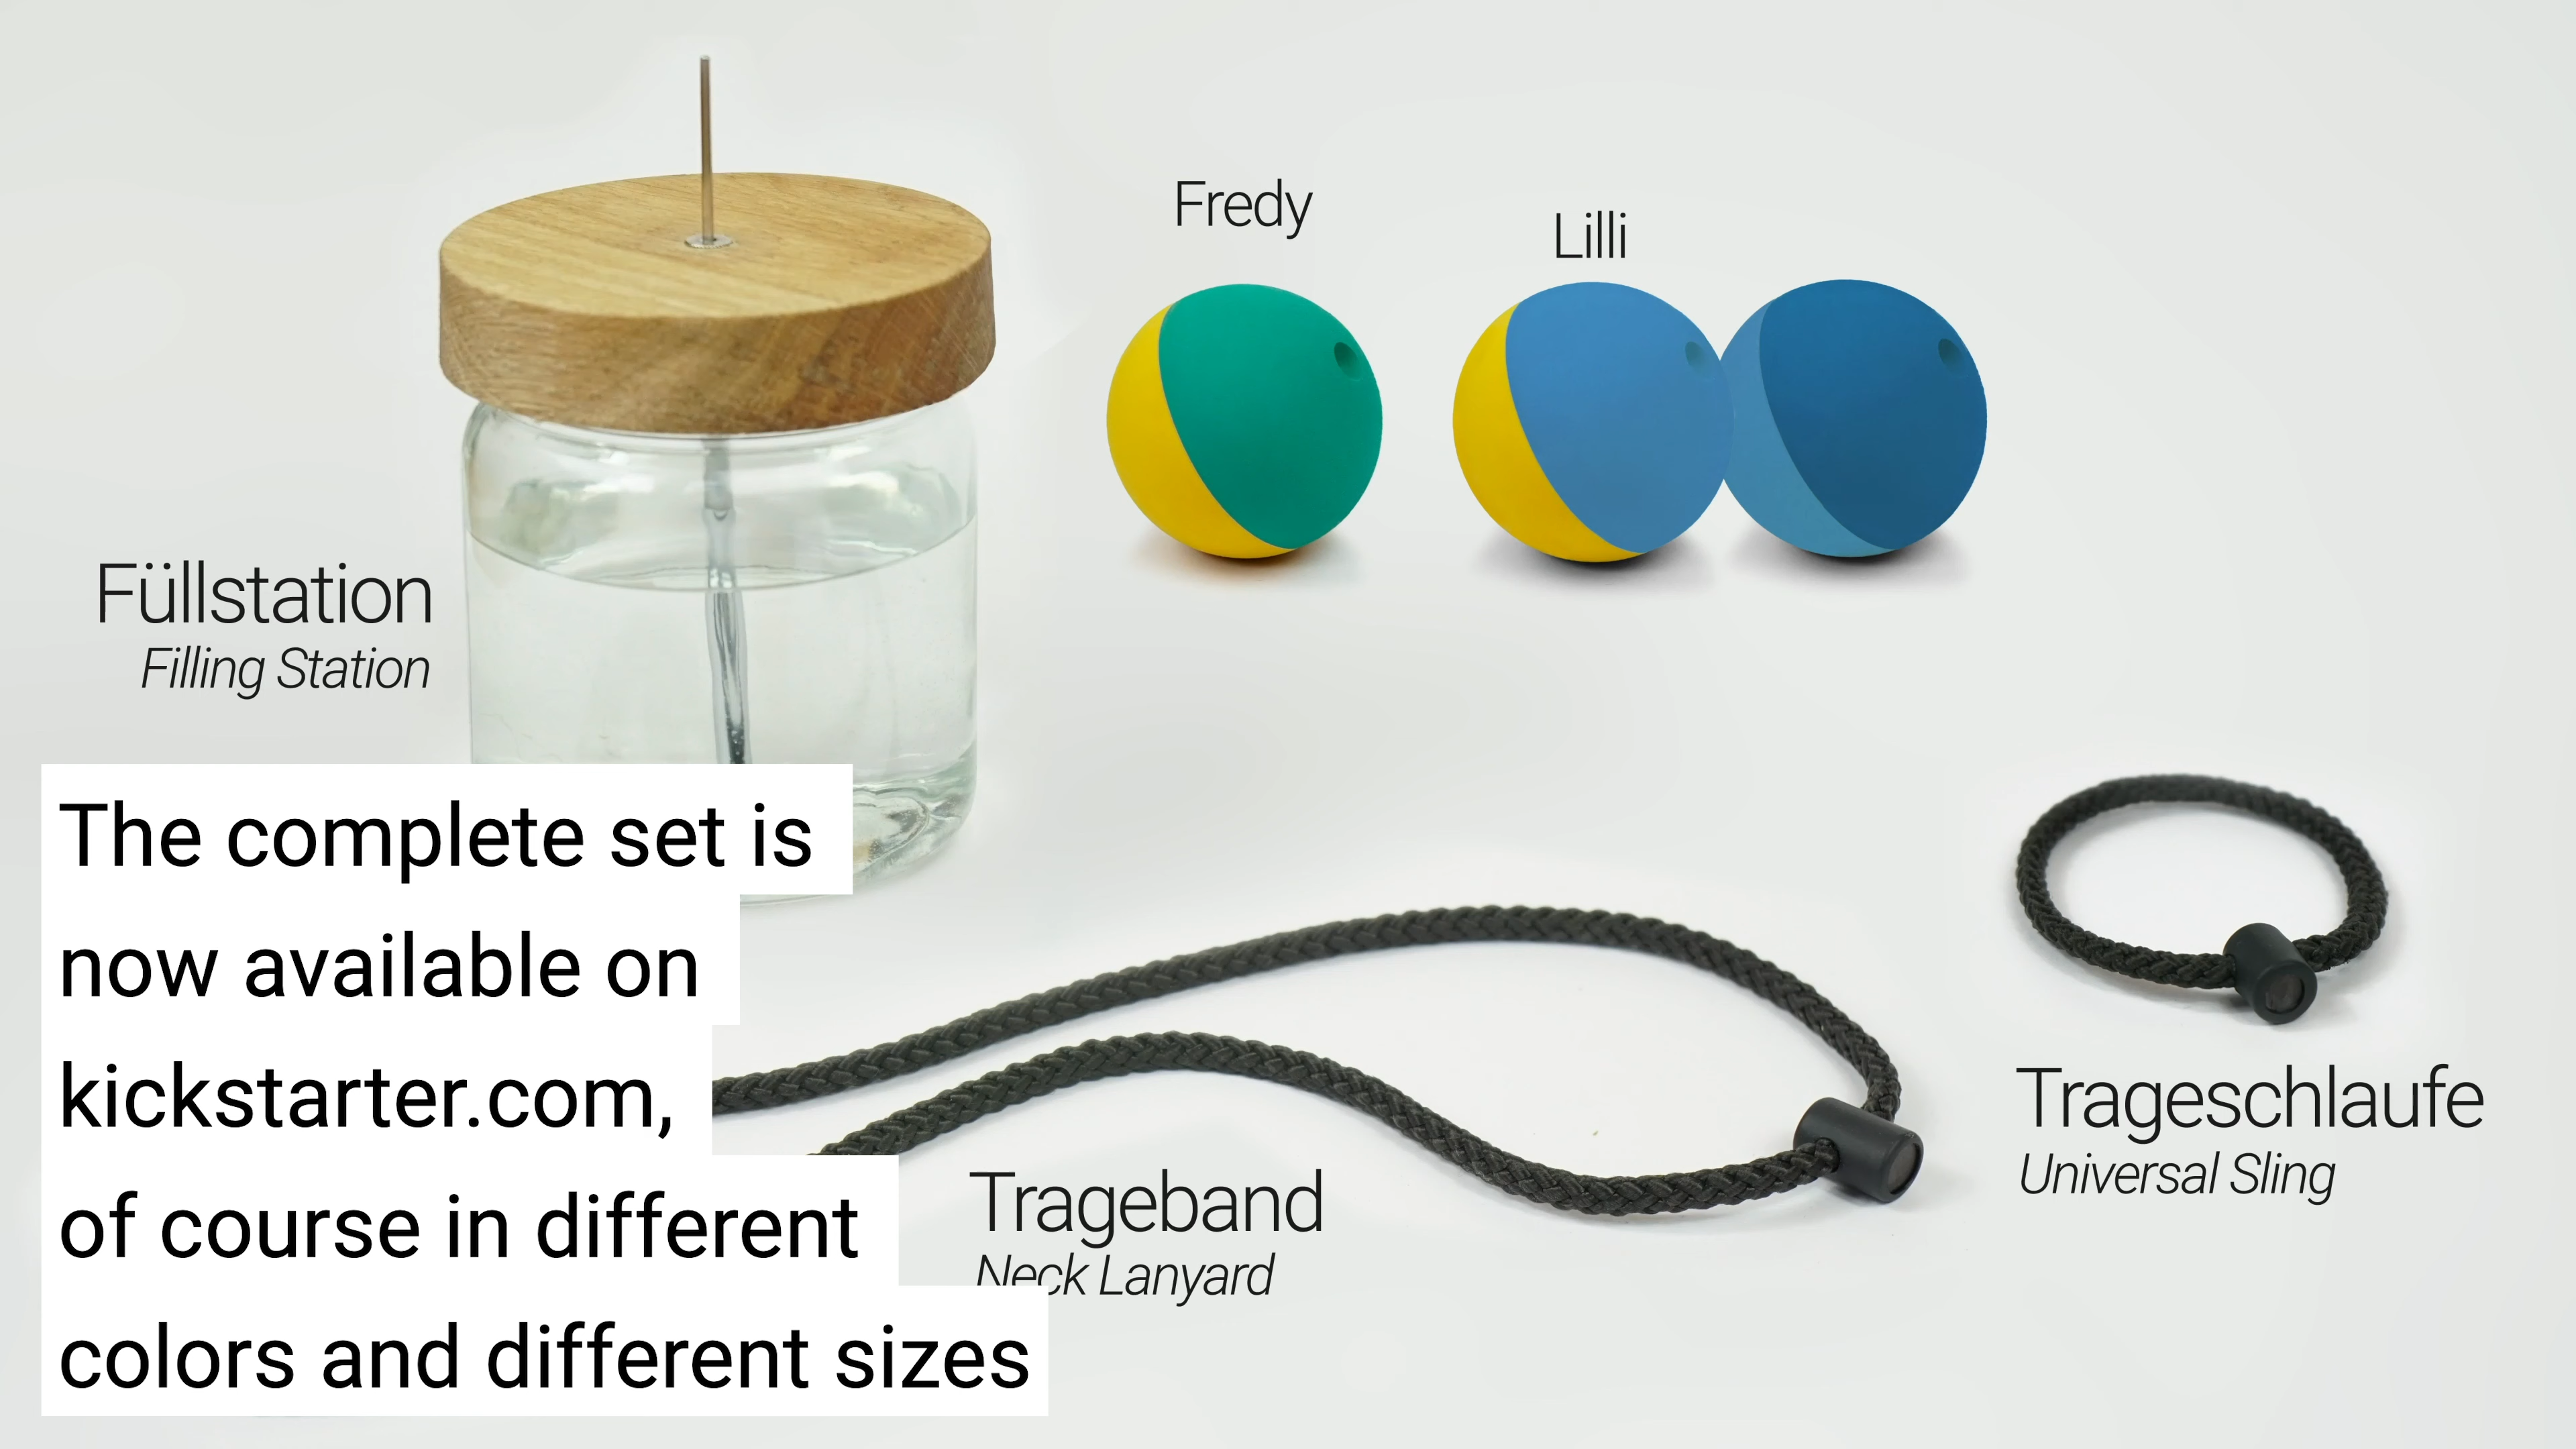 Fredy
Lilli
Füllstation
Filling Station
The complete set is
now available on
kickstarter.com,
of course in different
colors and different sizes
Trageband
Neck Lanyard
Trageschlaufe
Universal Sling